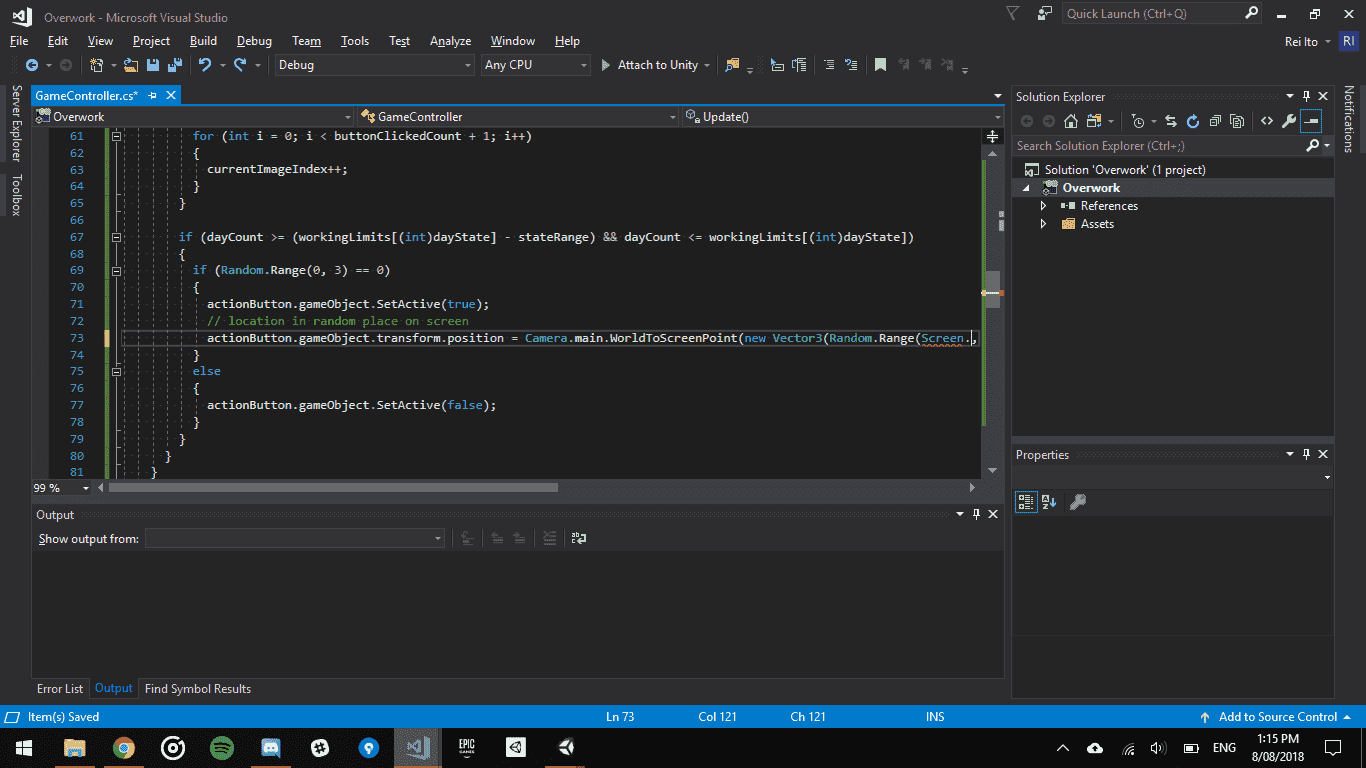 Overwork - Microsoft Visual Studio
Quick Launch (Ctrl+Q)
File Edit View Project Build Debug Team Tools Test Analyze Window Help
Rei Ito RI
Debug Any CPU Attach to Unity
Server Explorer
Toolbox
GameController.cs*
Overwork GameController Update()
61 for (int i = 0; i < buttonClickedCount + 1; i++)
62 {
63 currentImageIndex++;
64 }
65 }
66
67 if (dayCount >= (workingLimits[(int)dayState] - stateRange) && dayCount <= workingLimits[(int)dayState])
68 {
69 if (Random.Range(0, 3) == 0)
70 {
71 actionButton.gameObject.SetActive(true);
72 // location in random place on screen
73 actionButton.gameObject.transform.position = Camera.main.WorldToScreenPoint(new Vector3(Random.Range(Screen.,
74 }
75 else
76 {
77 actionButton.gameObject.SetActive(false);
78 }
79 }
80 }
81 }
99 %
Output
Show output from:
Error List Output Find Symbol Results
Solution Explorer
Search Solution Explorer (Ctrl+;)
Solution 'Overwork' (1 project)
Overwork
References
Assets
Properties
Notifications
Item(s) Saved Ln 73 Col 121 Ch 121 INS Add to Source Control
EPIC GAMES
ENG
1:15 PM
8/08/2018